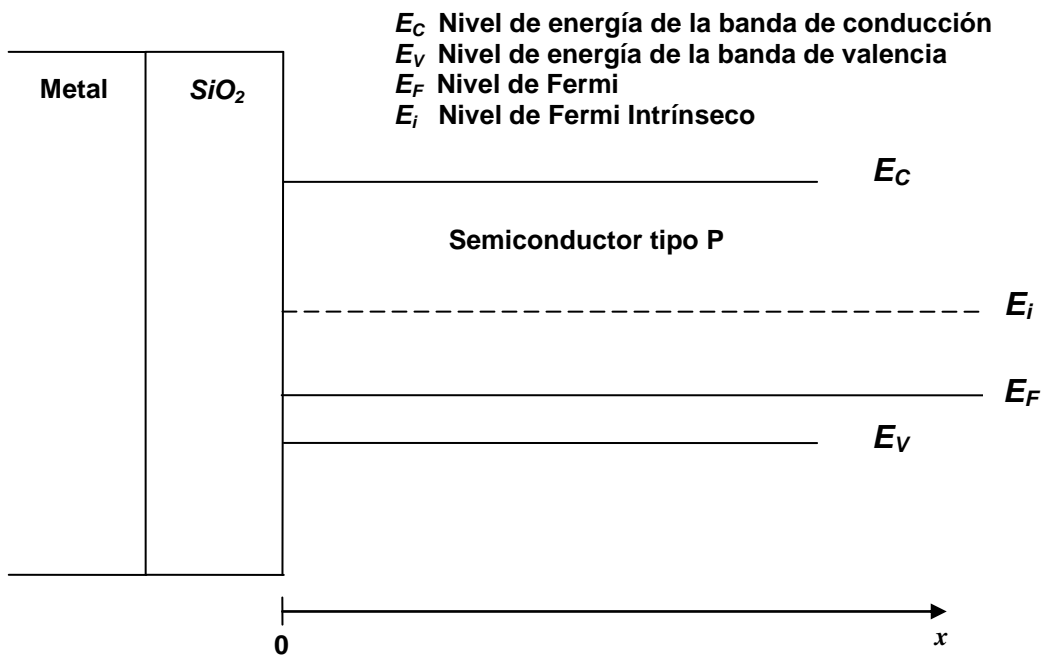 E_C Nivel de energía de la banda de conducción
E_V Nivel de energía de la banda de valencia
E_F Nivel de Fermi
E_i Nivel de Fermi Intrínseco
Metal
SiO_2
E_C
Semiconductor tipo P
E_i
E_F
E_V
0
x